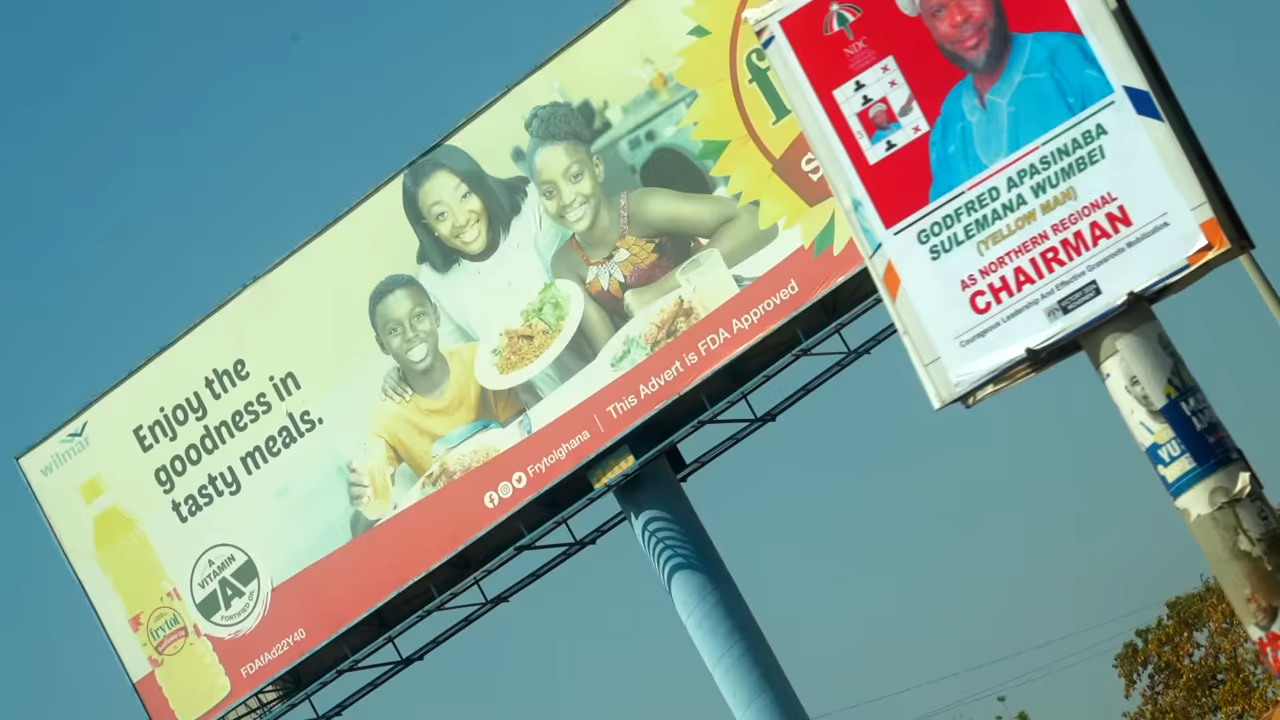 wilmar
Enjoy the
goodness in
tasty meals.
A
VITAMIN
A
FORTIFIED OIL
frytol
FDA/Ad22Y40
Frytolghana | This Advert is FDA Approved
f
S
NDC
GODFRED APASINABA
SULEMANA WUMBEI
(YELLOW MAN)
AS NORTHERN REGIONAL
CHAIRMAN
Courageous Leadership And Effective Grassroots Mobilization.